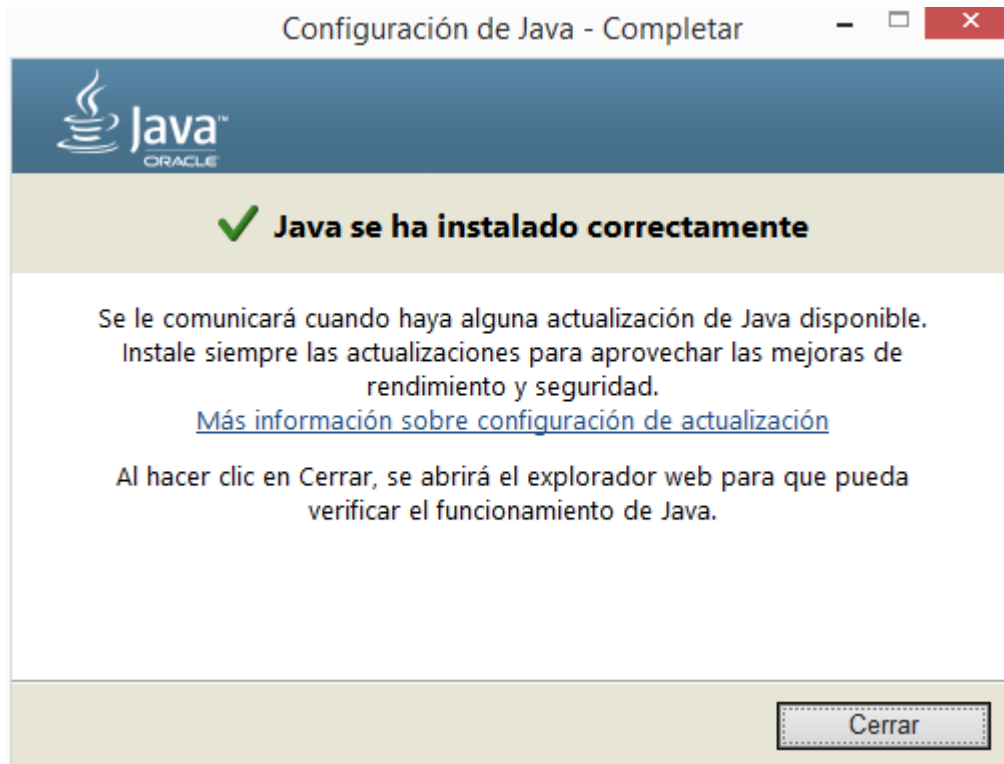 Configuración de Java - Completar
Java™
ORACLE
Java se ha instalado correctamente
Se le comunicará cuando haya alguna actualización de Java disponible.
Instale siempre las actualizaciones para aprovechar las mejoras de
rendimiento y seguridad.
Más información sobre configuración de actualización
Al hacer clic en Cerrar, se abrirá el explorador web para que pueda
verificar el funcionamiento de Java.
Cerrar